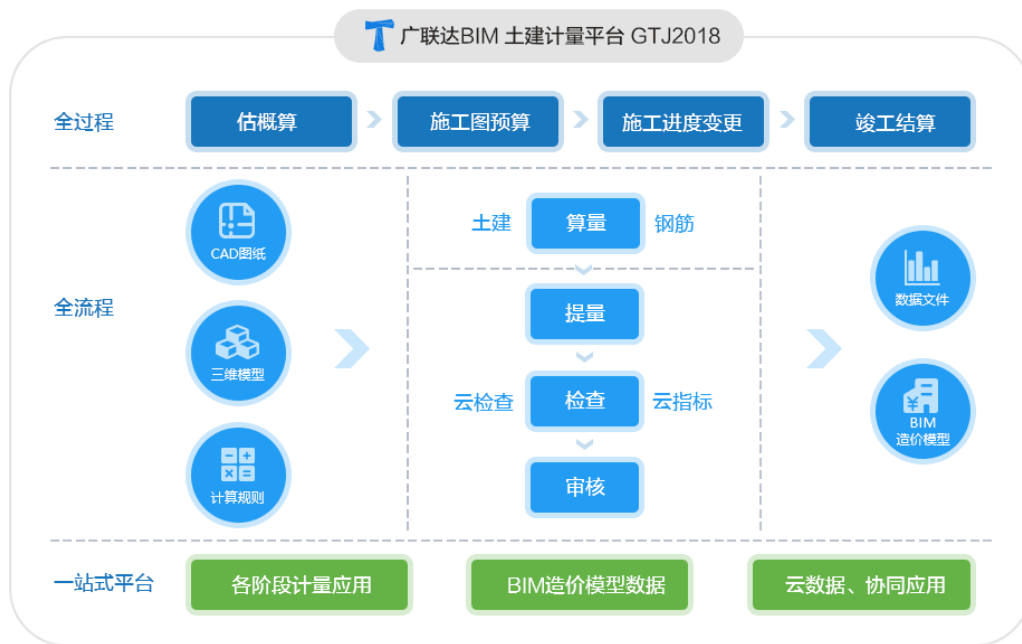 广联达BIM 土建计量平台 GTJ2018
全过程
估概算
施工图预算
施工进度变更
竣工结算
全流程
CAD图纸
三维模型
计算规则
土建
算量
钢筋
提量
云检查
检查
云指标
审核
数据文件
BIM
造价模型
一站式平台
各阶段计量应用
BIM造价模型数据
云数据、协同应用